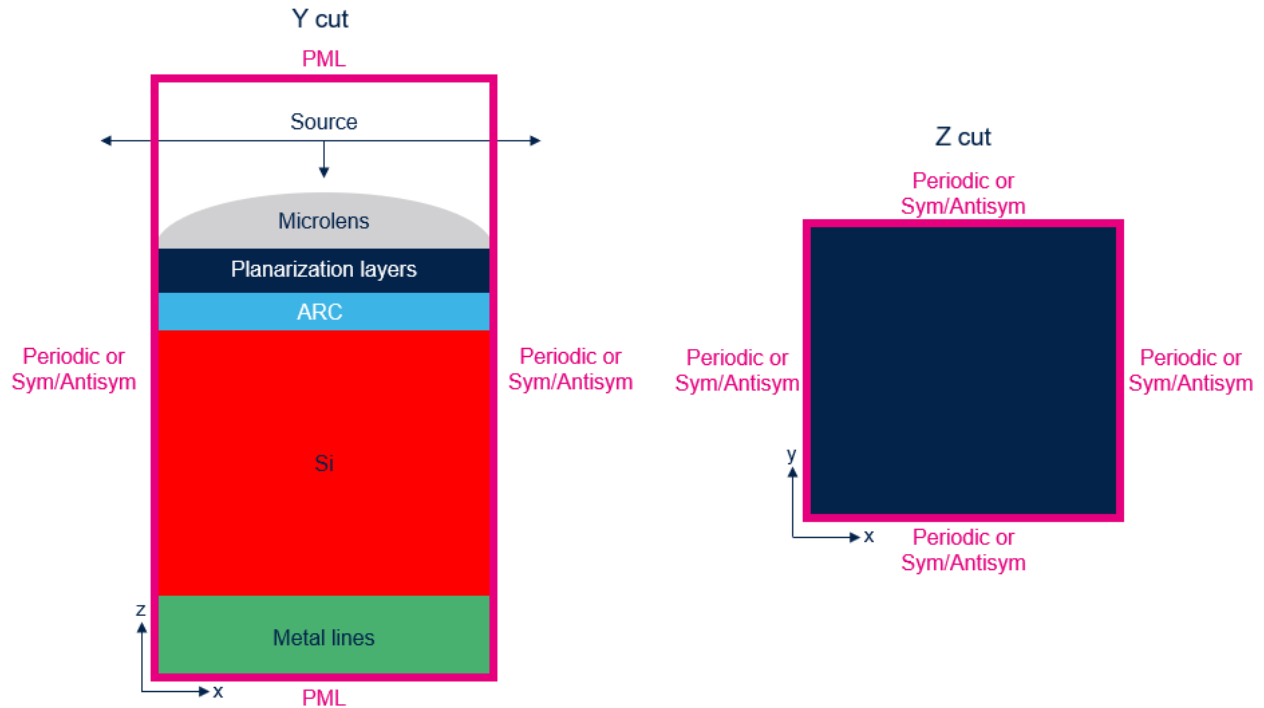 Y cut
PML
Source
Microlens
Planarization layers
ARC
Periodic or
Sym/Antisym
Periodic or
Sym/Antisym
Si
Metal lines
z
x
PML
Z cut
Periodic or
Sym/Antisym
Periodic or
Sym/Antisym
Periodic or
Sym/Antisym
y
x
Periodic or
Sym/Antisym